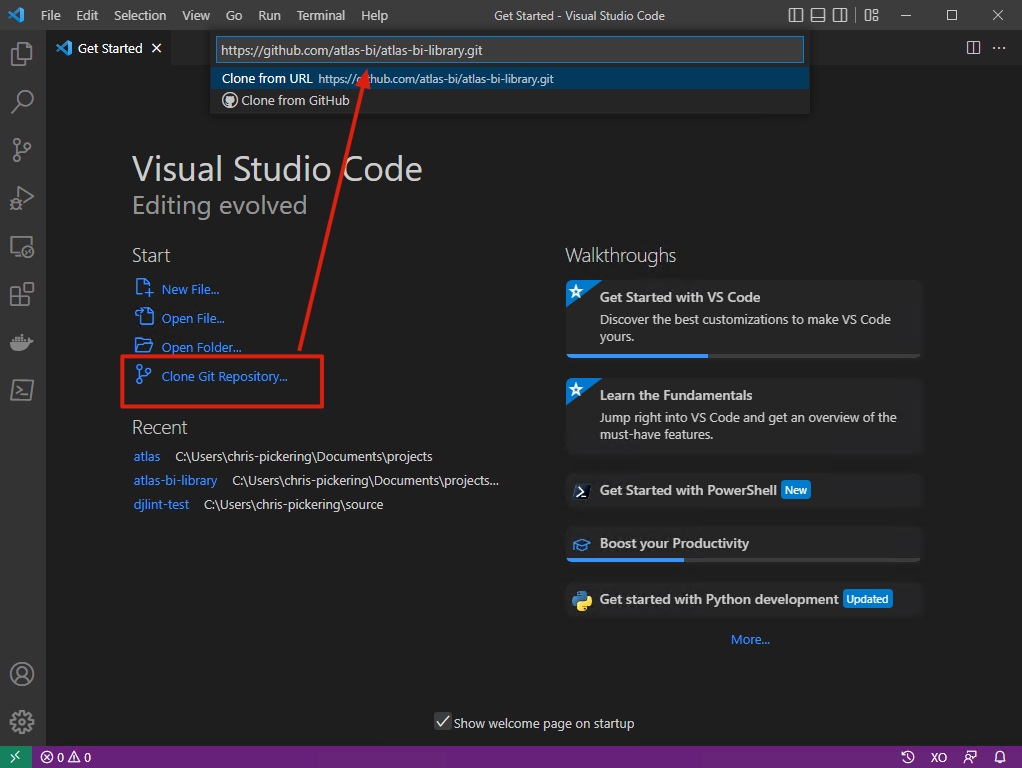 File Edit Selection View Go Run Terminal Help Get Started - Visual Studio Code
Get Started
https://github.com/atlas-bi/atlas-bi-library.git
Clone from URL https://github.com/atlas-bi/atlas-bi-library.git
Clone from GitHub
Visual Studio Code
Editing evolved
Start
New File...
Open File...
Open Folder...
Clone Git Repository...
Recent
atlas C:\Users\chris-pickering\Documents\projects
atlas-bi-library C:\Users\chris-pickering\Documents\projects...
djlint-test C:\Users\chris-pickering\source
Walkthroughs
Get Started with VS Code
Discover the best customizations to make VS Code
yours.
Learn the Fundamentals
Jump right into VS Code and get an overview of the
must-have features.
Get Started with PowerShell New
Boost your Productivity
Get started with Python development Updated
More...
Show welcome page on startup
0 0 XO